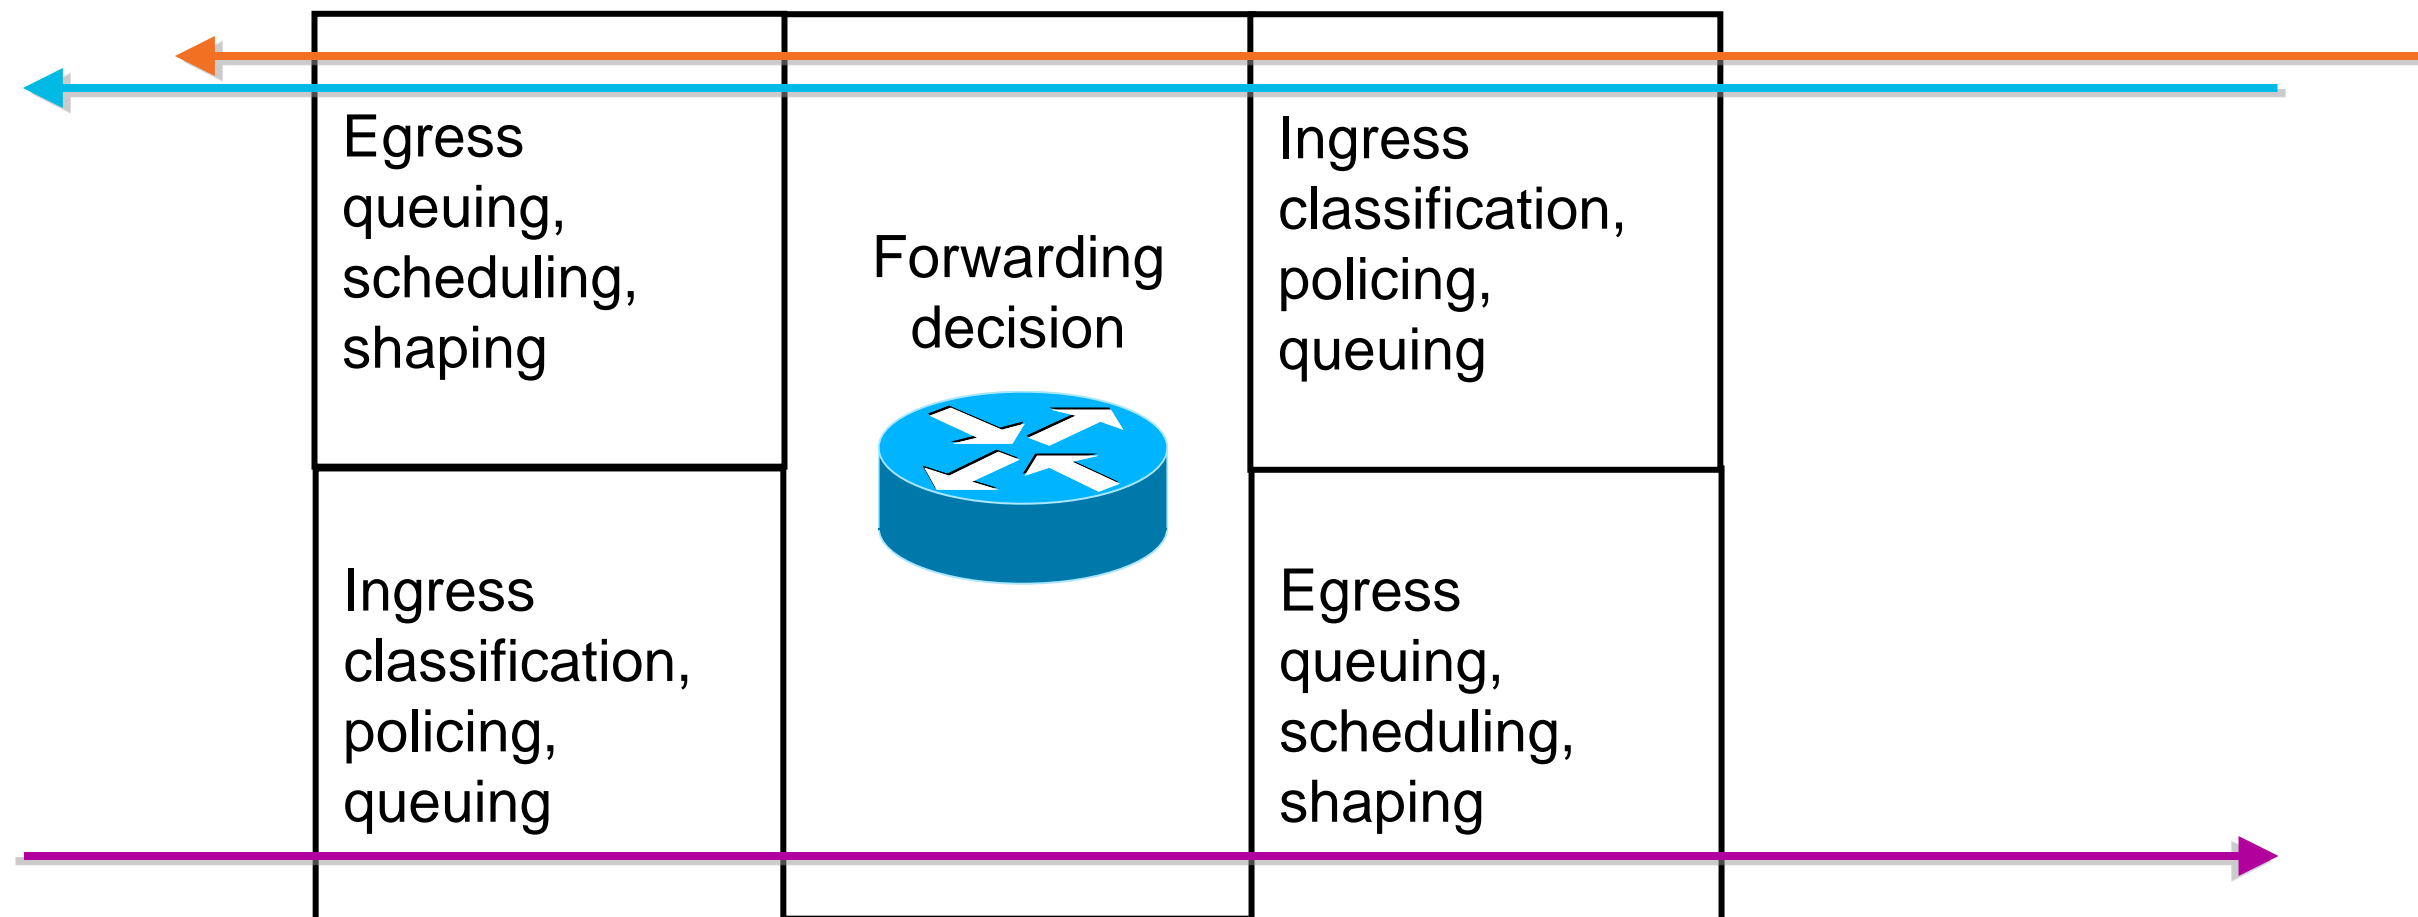 Egress
queuing,
scheduling,
shaping
Forwarding
decision
Ingress
classification,
policing,
queuing
Ingress
classification,
policing,
queuing
Egress
queuing,
scheduling,
shaping